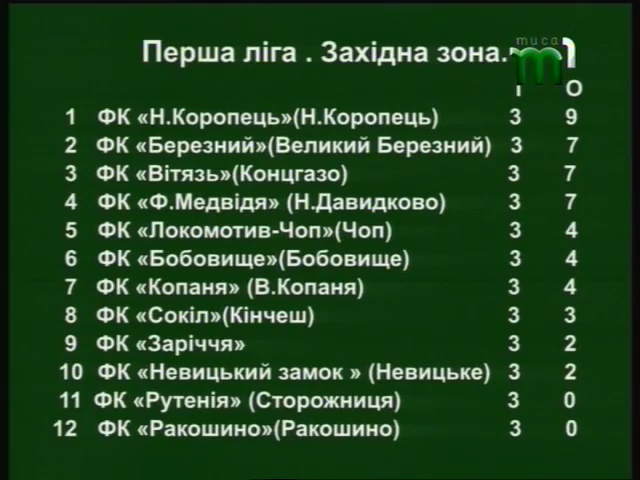 тиса
Перша ліга . Західна зона.
О
1 ФК «Н.Коропець»(Н.Коропець) 3 9
2 ФК «Березний»(Великий Березний) 3 7
3 ФК «Вітязь»(Концгазо) 3 7
4 ФК «Ф.Медвідя» (Н.Давидково) 3 7
5 ФК «Локомотив-Чоп»(Чоп) 3 4
6 ФК «Бобовище»(Бобовище) 3 4
7 ФК «Копаня» (В.Копаня) 3 4
8 ФК «Сокіл»(Кінчеш) 3 3
9 ФК «Заріччя» 3 2
10 ФК «Невицький замок » (Невицьке) 3 2
11 ФК «Рутенія» (Сторожниця) 3 0
12 ФК «Ракошино»(Ракошино) 3 0